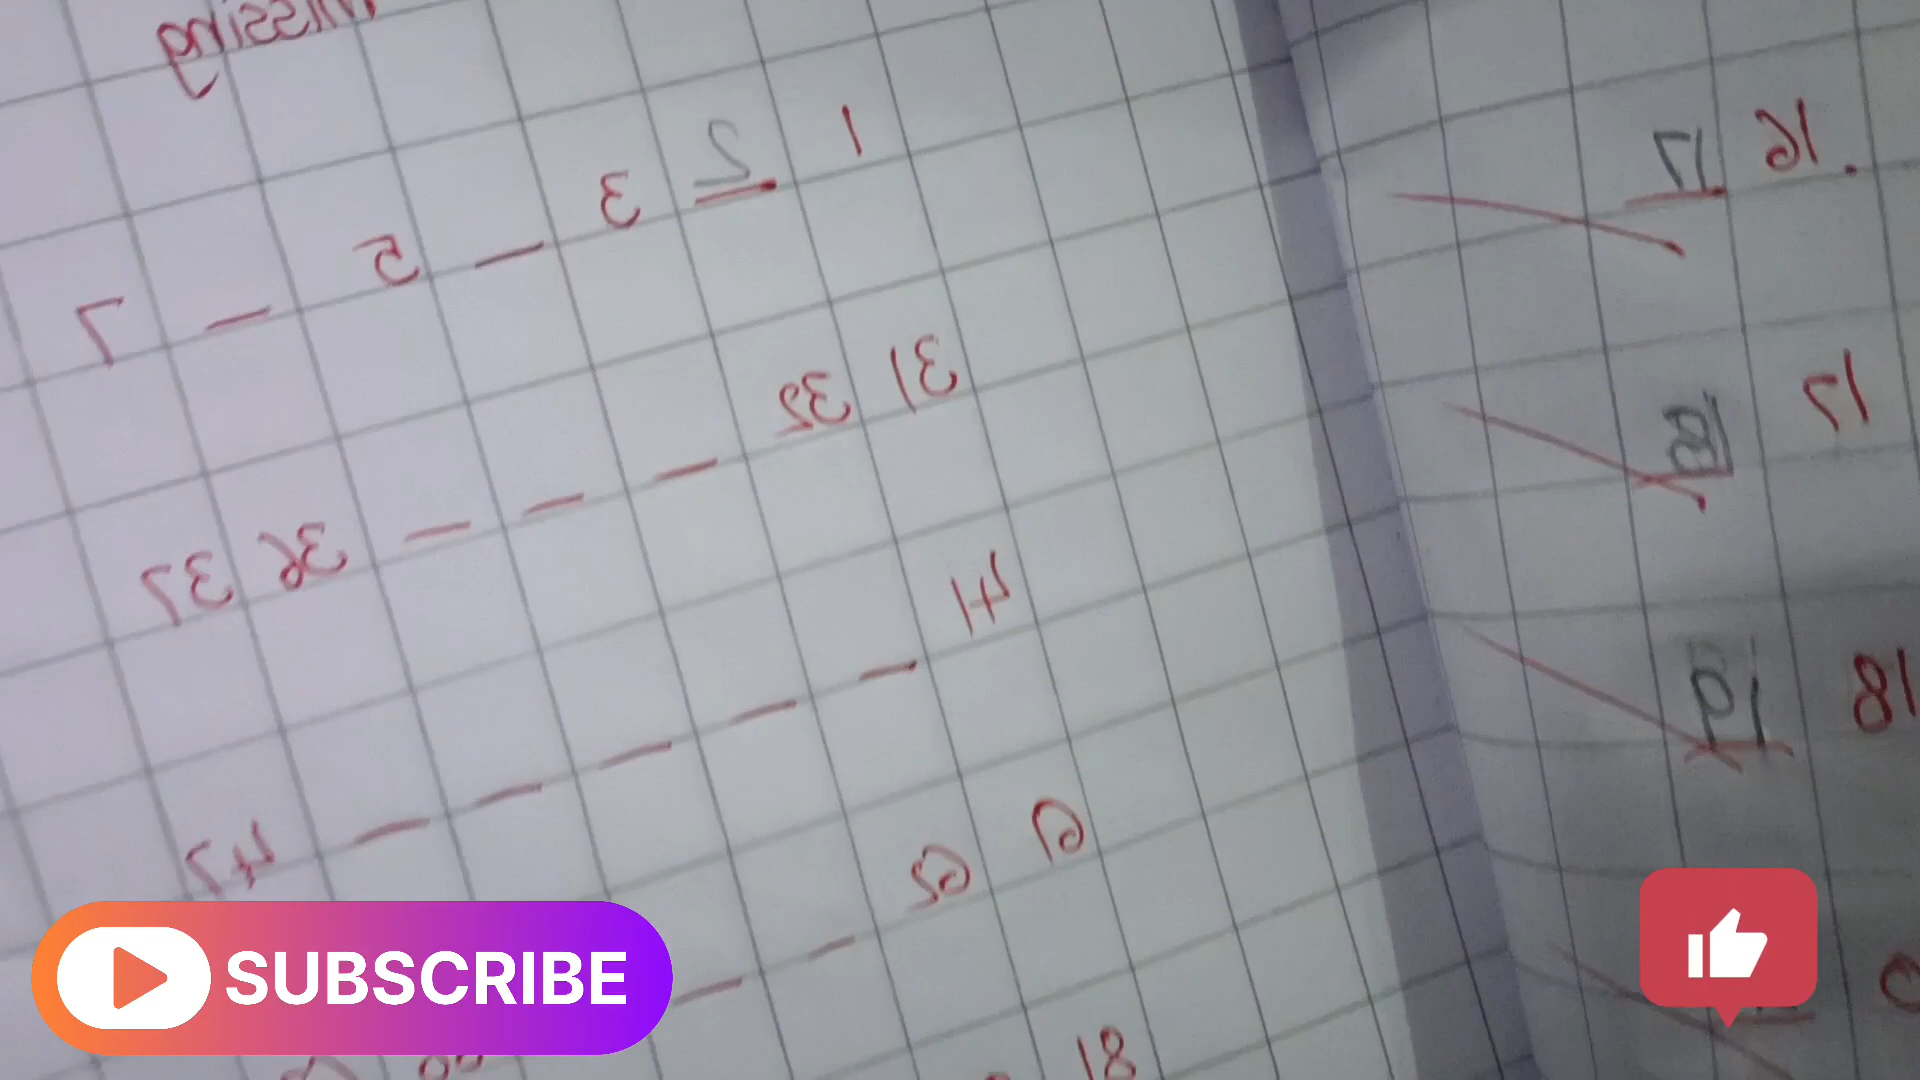 Missing
1 2 3 _ 5 _ 7
31 32 _ _ _ 36 37
41 _ _ _ _ _ 47
61 62 _ _
81
16 17
17 18
18 19
SUBSCRIBE